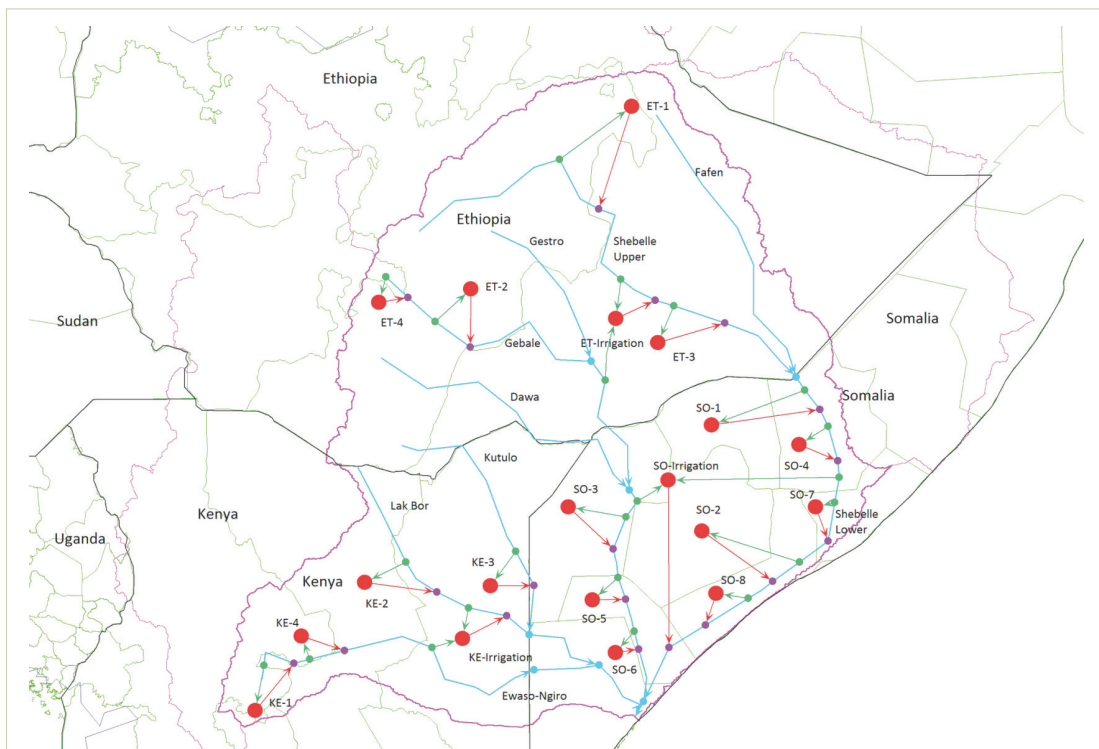 Ethiopia
ET-1
Fafen
Ethiopia
Gestro
Shebelle
Upper
ET-2
ET-4
Sudan
Gebale
ET-Irrigation
ET-3
Somalia
Dawa
SO-1
Somalia
SO-4
Kutulo
SO-Irrigation
SO-3
SO-7
Lak Bor
Kenya
SO-2
Shebelle
Lower
Uganda
KE-3
Kenya
SO-8
KE-2
KE-4
SO-5
KE-Irrigation
SO-6
Ewaso-Ngiro
KE-1